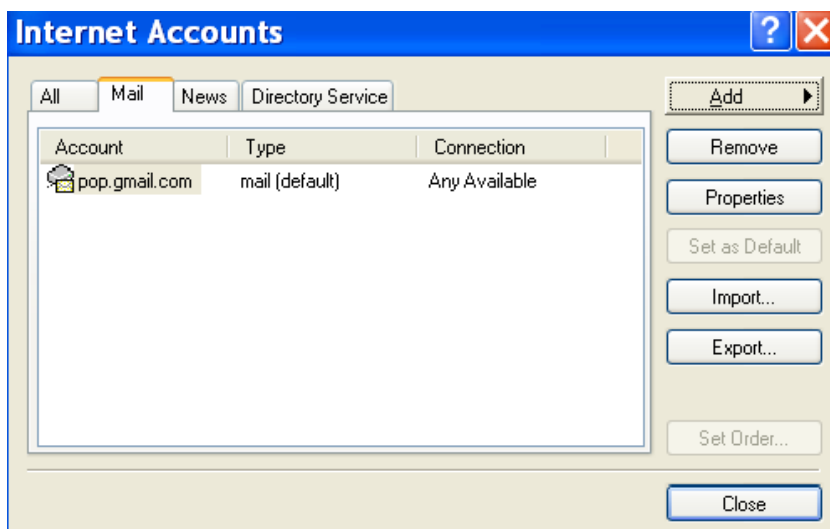 Internet Accounts
All Mail News Directory Service
Add
Account Type Connection
Remove
pop.gmail.com mail (default) Any Available
Properties
Set as Default
Import...
Export...
Set Order...
Close